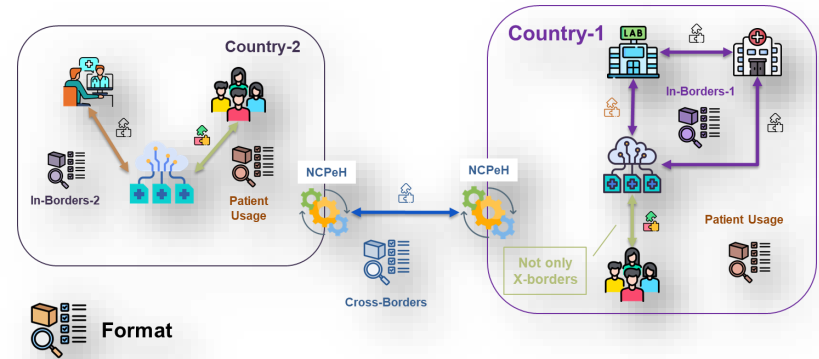 Country-2
Country-1
LAB
In-Borders-1
In-Borders-2
Patient
Usage
NCPeH
NCPeH
Patient Usage
Not only
X-borders
Cross-Borders
Format